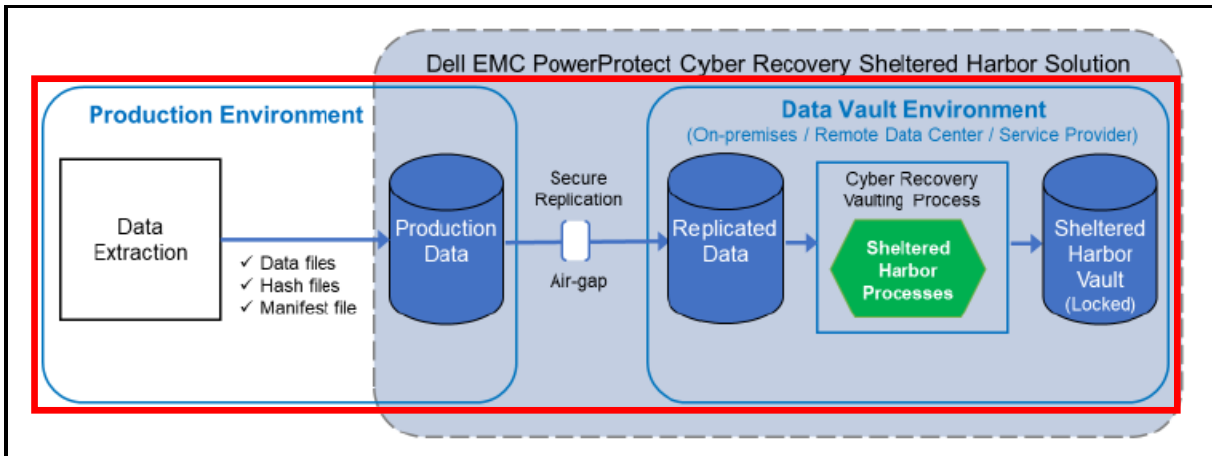 Dell EMC PowerProtect Cyber Recovery Sheltered Harbor Solution
Production Environment
Data
Extraction
✓ Data files
✓ Hash files
✓ Manifest file
Production
Data
Secure
Replication
Air-gap
Data Vault Environment
(On-premises / Remote Data Center / Service Provider)
Replicated
Data
Cyber Recovery
Vaulting Process
Sheltered
Harbor
Processes
Sheltered
Harbor
Vault
(Locked)